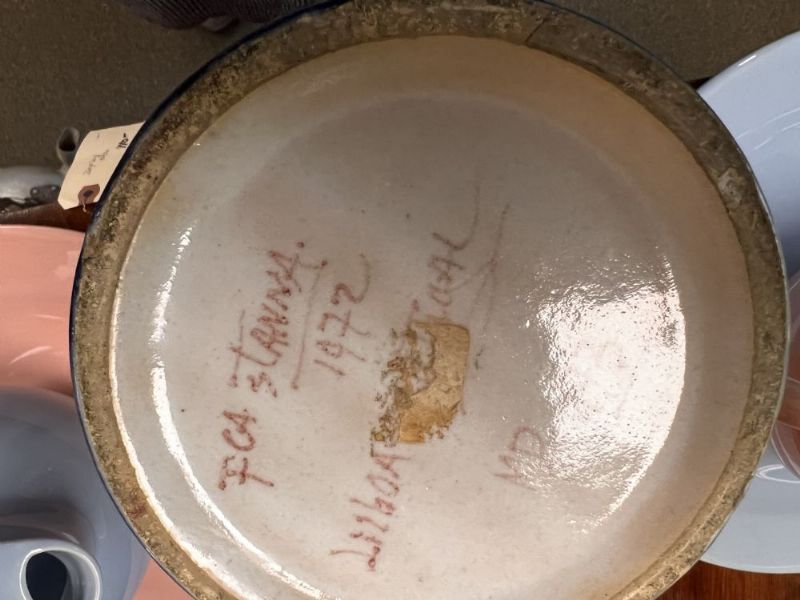 FCA STANNA.
1972
LisbOA
MD